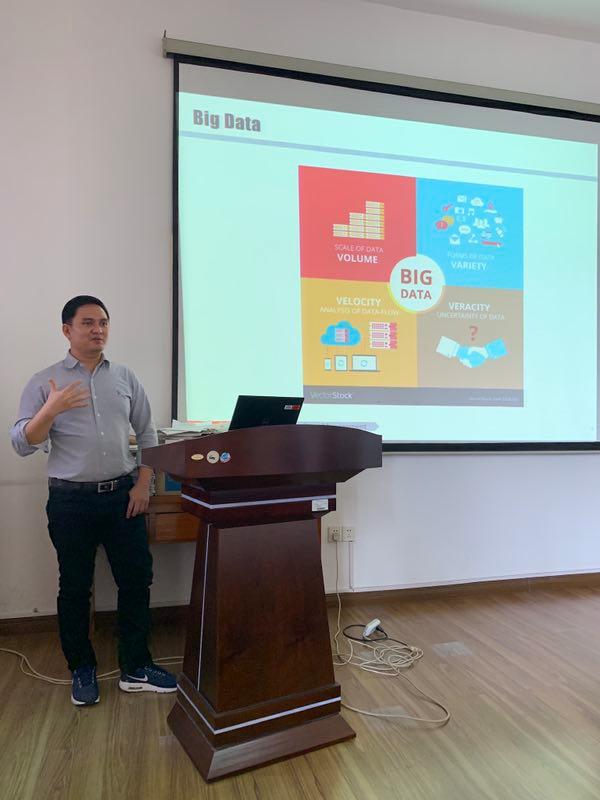 Big Data
SCALE OF DATA
VOLUME
FORMS OF DATA
VARIETY
BIG
DATA
VELOCITY
ANALYSIS OF DATA-FLOW
VERACITY
UNCERTAINTY OF DATA
?
VectorStock